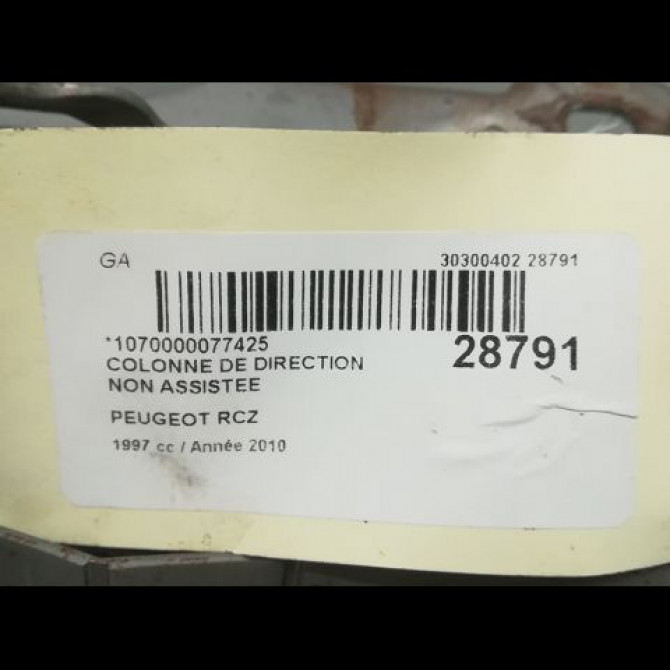 GA 30300402 28791
*1070000077425
28791
COLONNE DE DIRECTION
NON ASSISTEE
PEUGEOT RCZ
1997 cc / Année 2010